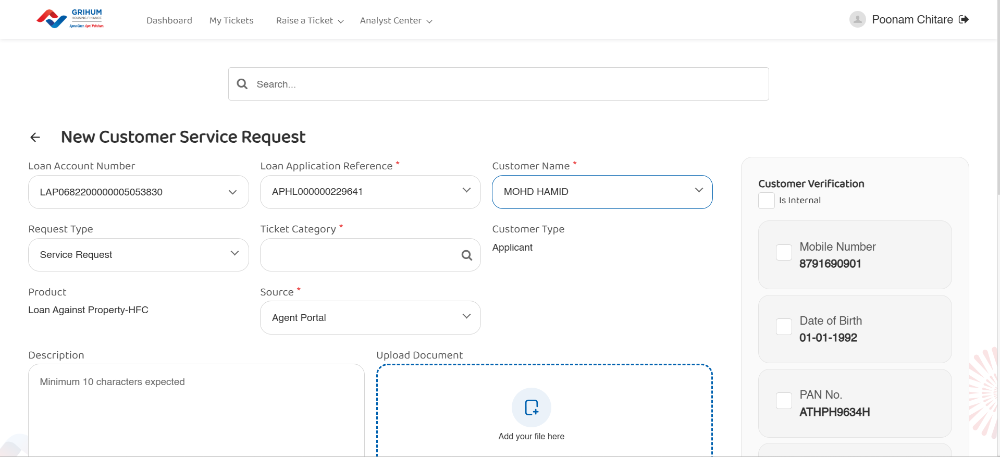 GRIHUM
HOUSING FINANCE
Apna Ghar. Apni Pehchan.
Dashboard
My Tickets
Raise a Ticket
Analyst Center
Poonam Chitare
Search...
New Customer Service Request
Loan Account Number
Loan Application Reference *
Customer Name *
LAP0682200000005053830
APHL000000229641
MOHD HAMID
Request Type
Ticket Category *
Customer Type
Service Request
Applicant
Product
Source *
Loan Against Property-HFC
Agent Portal
Description
Upload Document
Minimum 10 characters expected
Add your file here
Customer Verification
Is Internal
Mobile Number
8791690901
Date of Birth
01-01-1992
PAN No.
ATHPH9634H